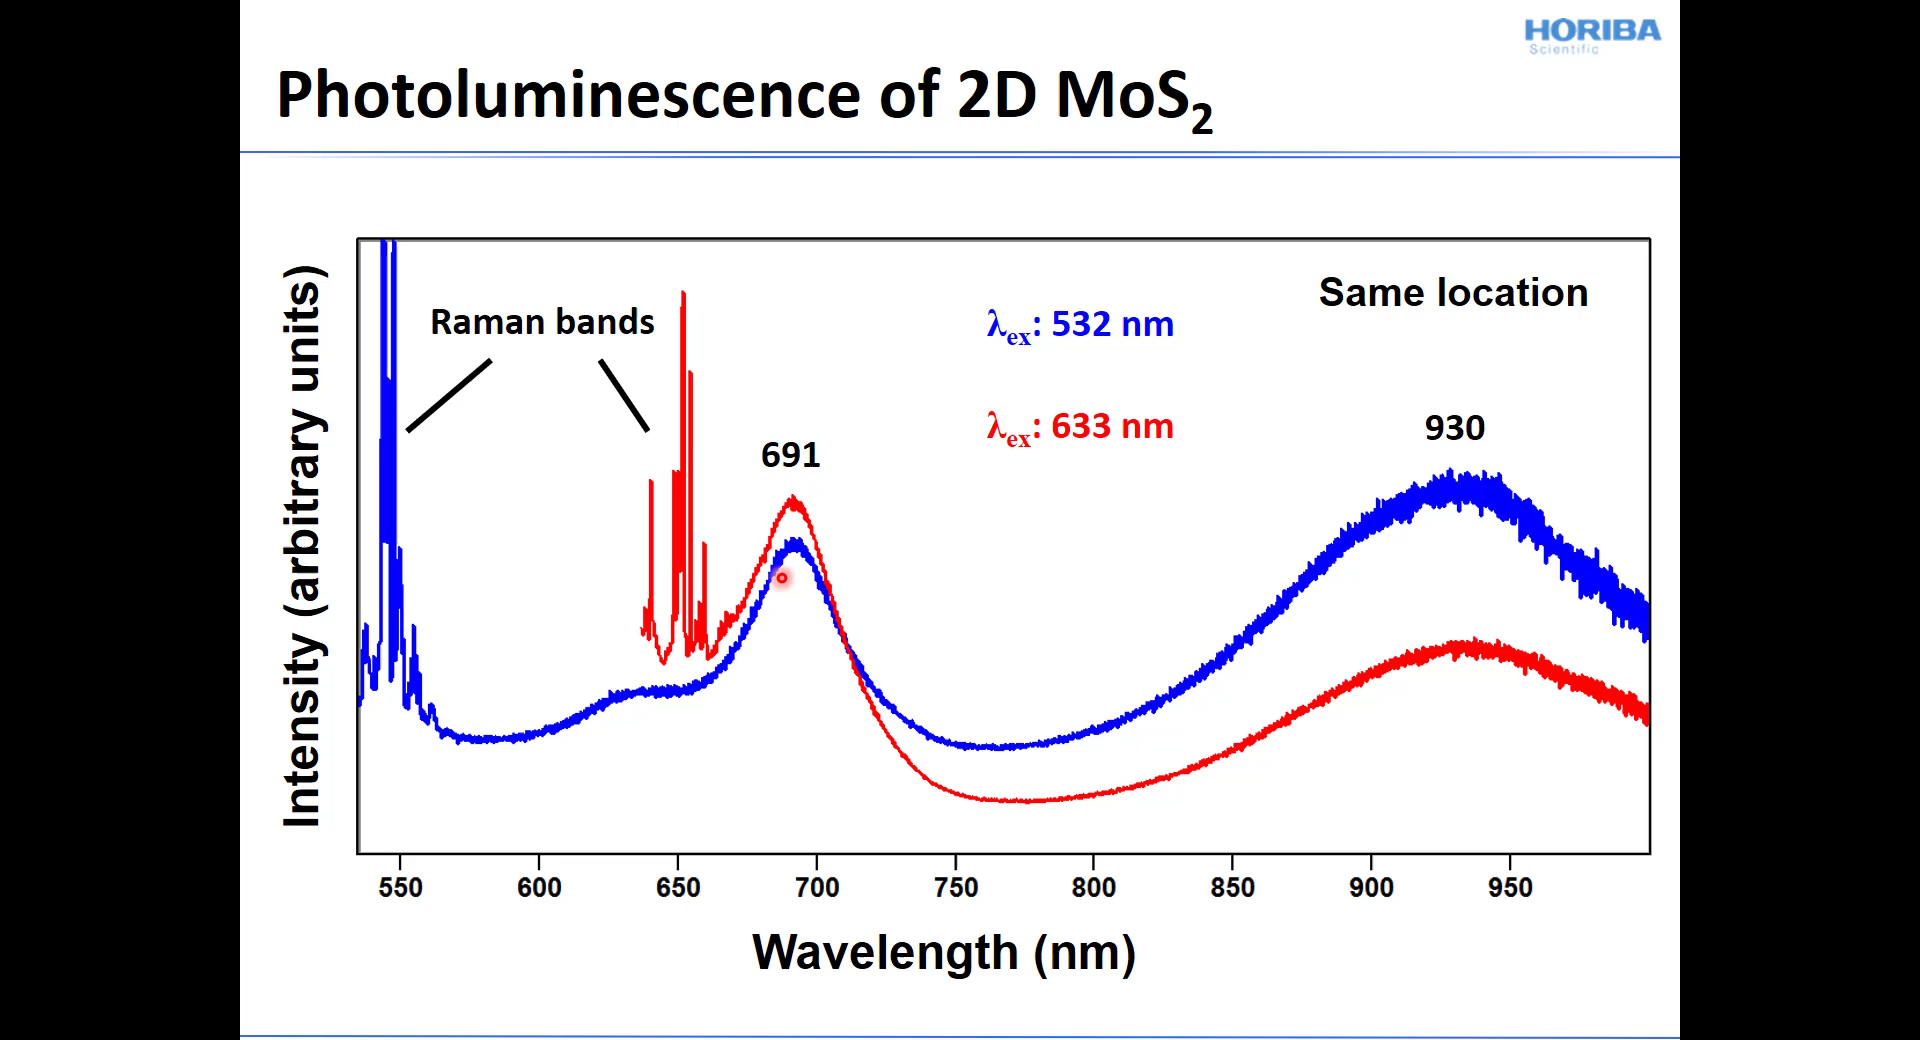 HORIBA
Scientific
Photoluminescence of 2D MoS₂
Intensity (arbitrary units)
Same location
Raman bands
λex: 532 nm
λex: 633 nm
691
930
550 600 650 700 750 800 850 900 950
Wavelength (nm)